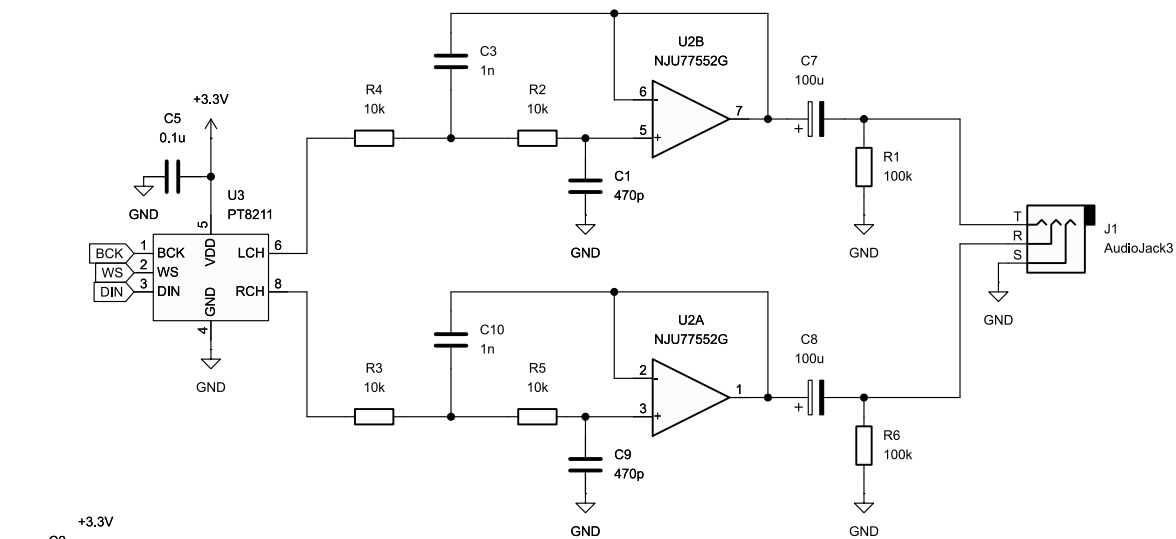 C3
1n
U2B
NJU77552G
C7
100u
R4
10k
R2
10k
+3.3V
C5
0.1u
6
-
5
+
7
+
R1
100k
C1
470p
GND
U3
PT8211
GND
GND
5
VDD
BCK
1
BCK
LCH
6
WS
2
WS
DIN
3
DIN
RCH
8
GND
4
GND
T
R
S
J1
AudioJack3
GND
C10
1n
U2A
NJU77552G
C8
100u
R3
10k
R5
10k
2
-
3
+
1
+
R6
100k
C9
470p
GND
GND
+3.3V